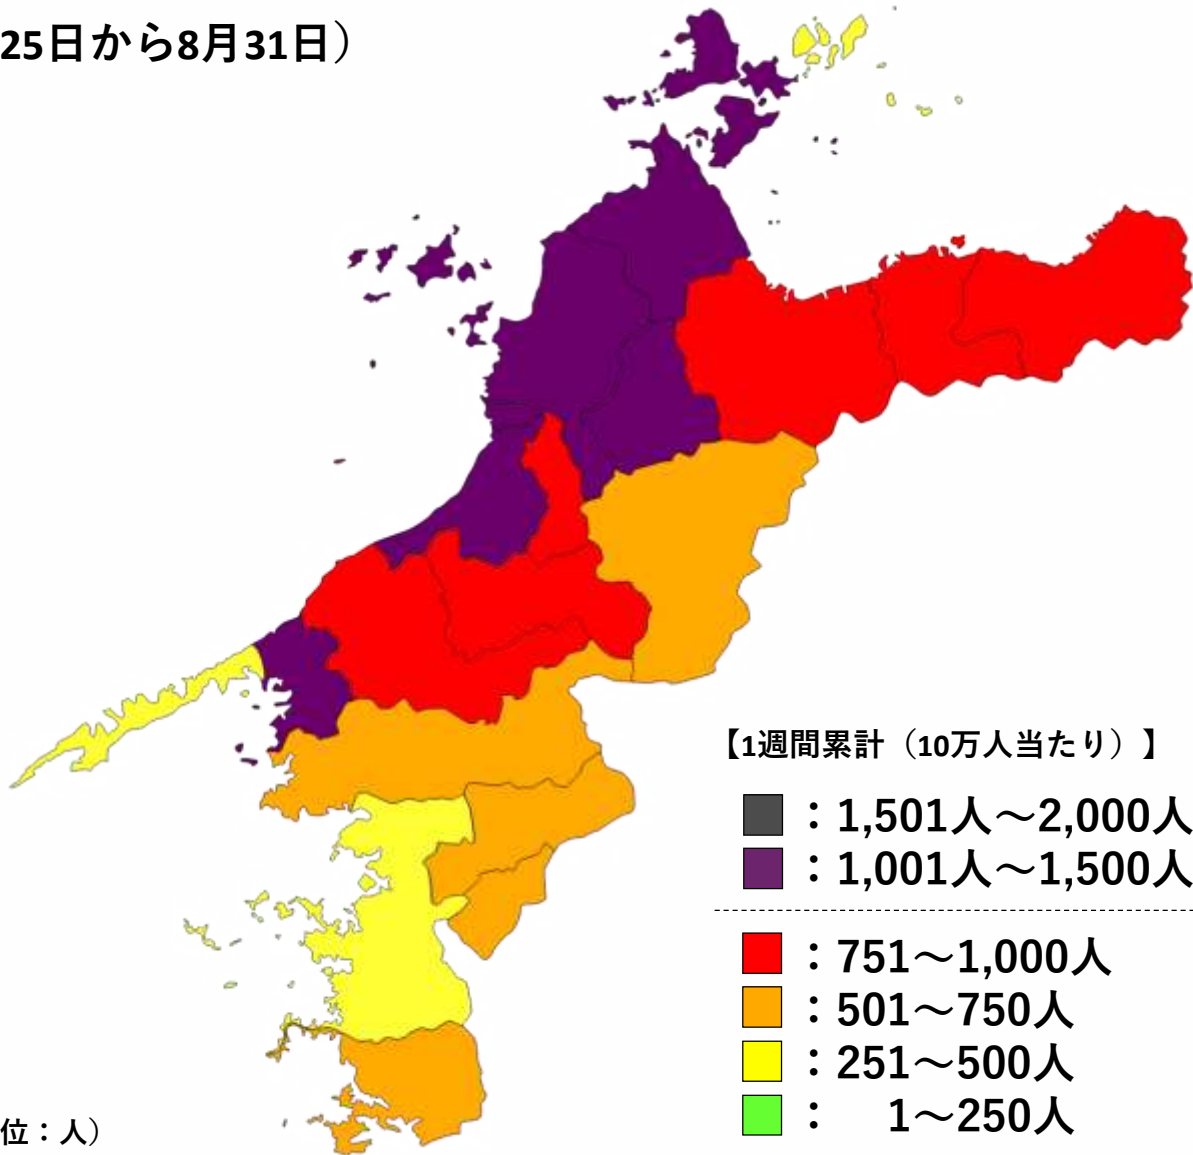 25日から8月31日）
【1週間累計（10万人当たり）】
：1,501人～2,000人
：1,001人～1,500人
：751～1,000人
：501～750人
：251～500人
：　1～250人
位：人）